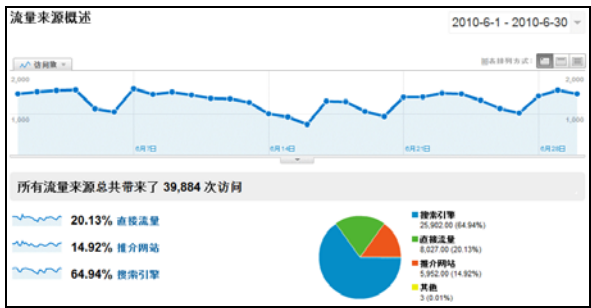 流量来源概述
2010-6-1 - 2010-6-30
访问数
图表排列方式:
2,000
2,000
1,000
1,000
6月7日
6月14日
6月21日
6月28日
所有流量来源总共带来了 39,884 次访问
20.13% 直接流量
14.92% 推介网站
64.94% 搜索引擎
搜索引擎
25,902.00 (64.94%)
直接流量
8,027.00 (20.13%)
推介网站
5,952.00 (14.92%)
其他
3 (0.01%)